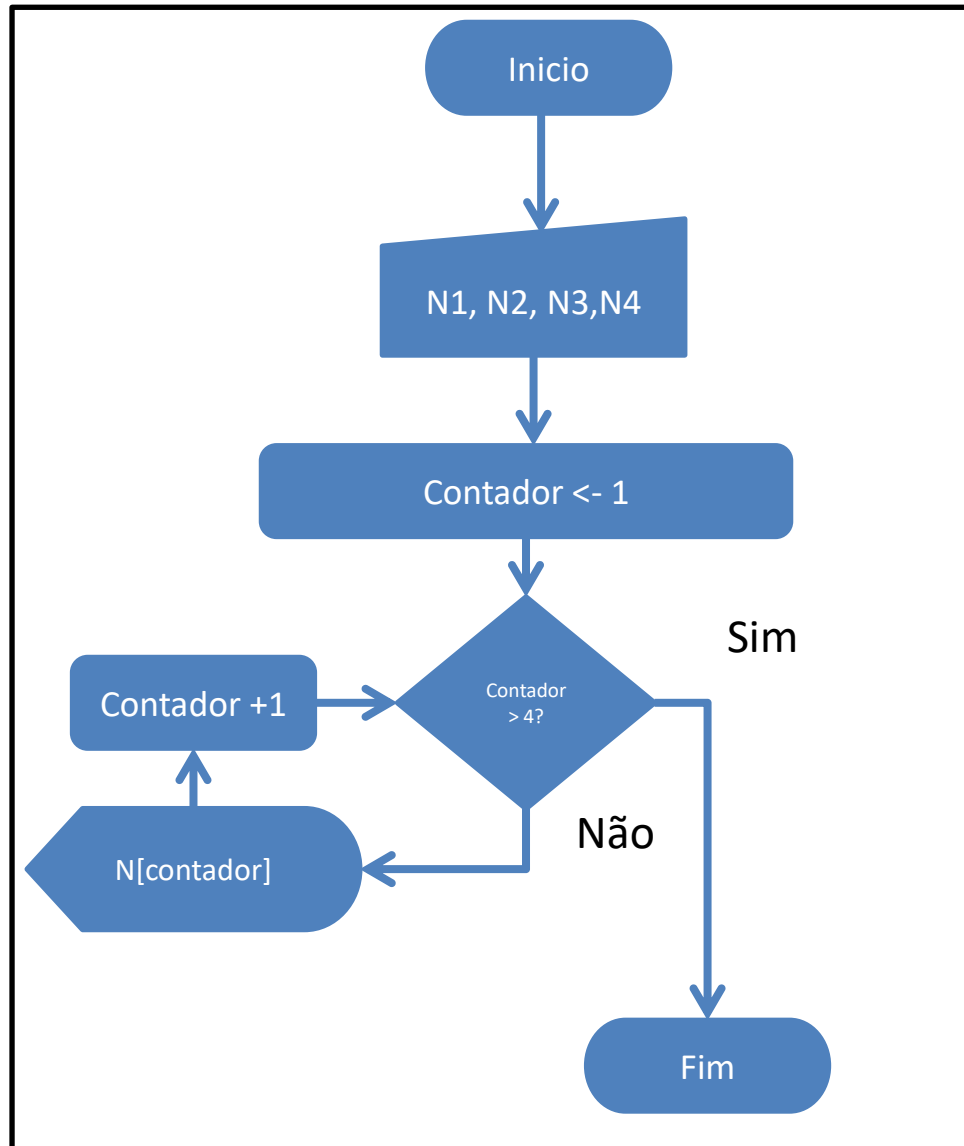 Inicio
N1, N2, N3,N4
Contador <- 1
Sim
Contador
> 4?
Contador +1
Não
N[contador]
Fim